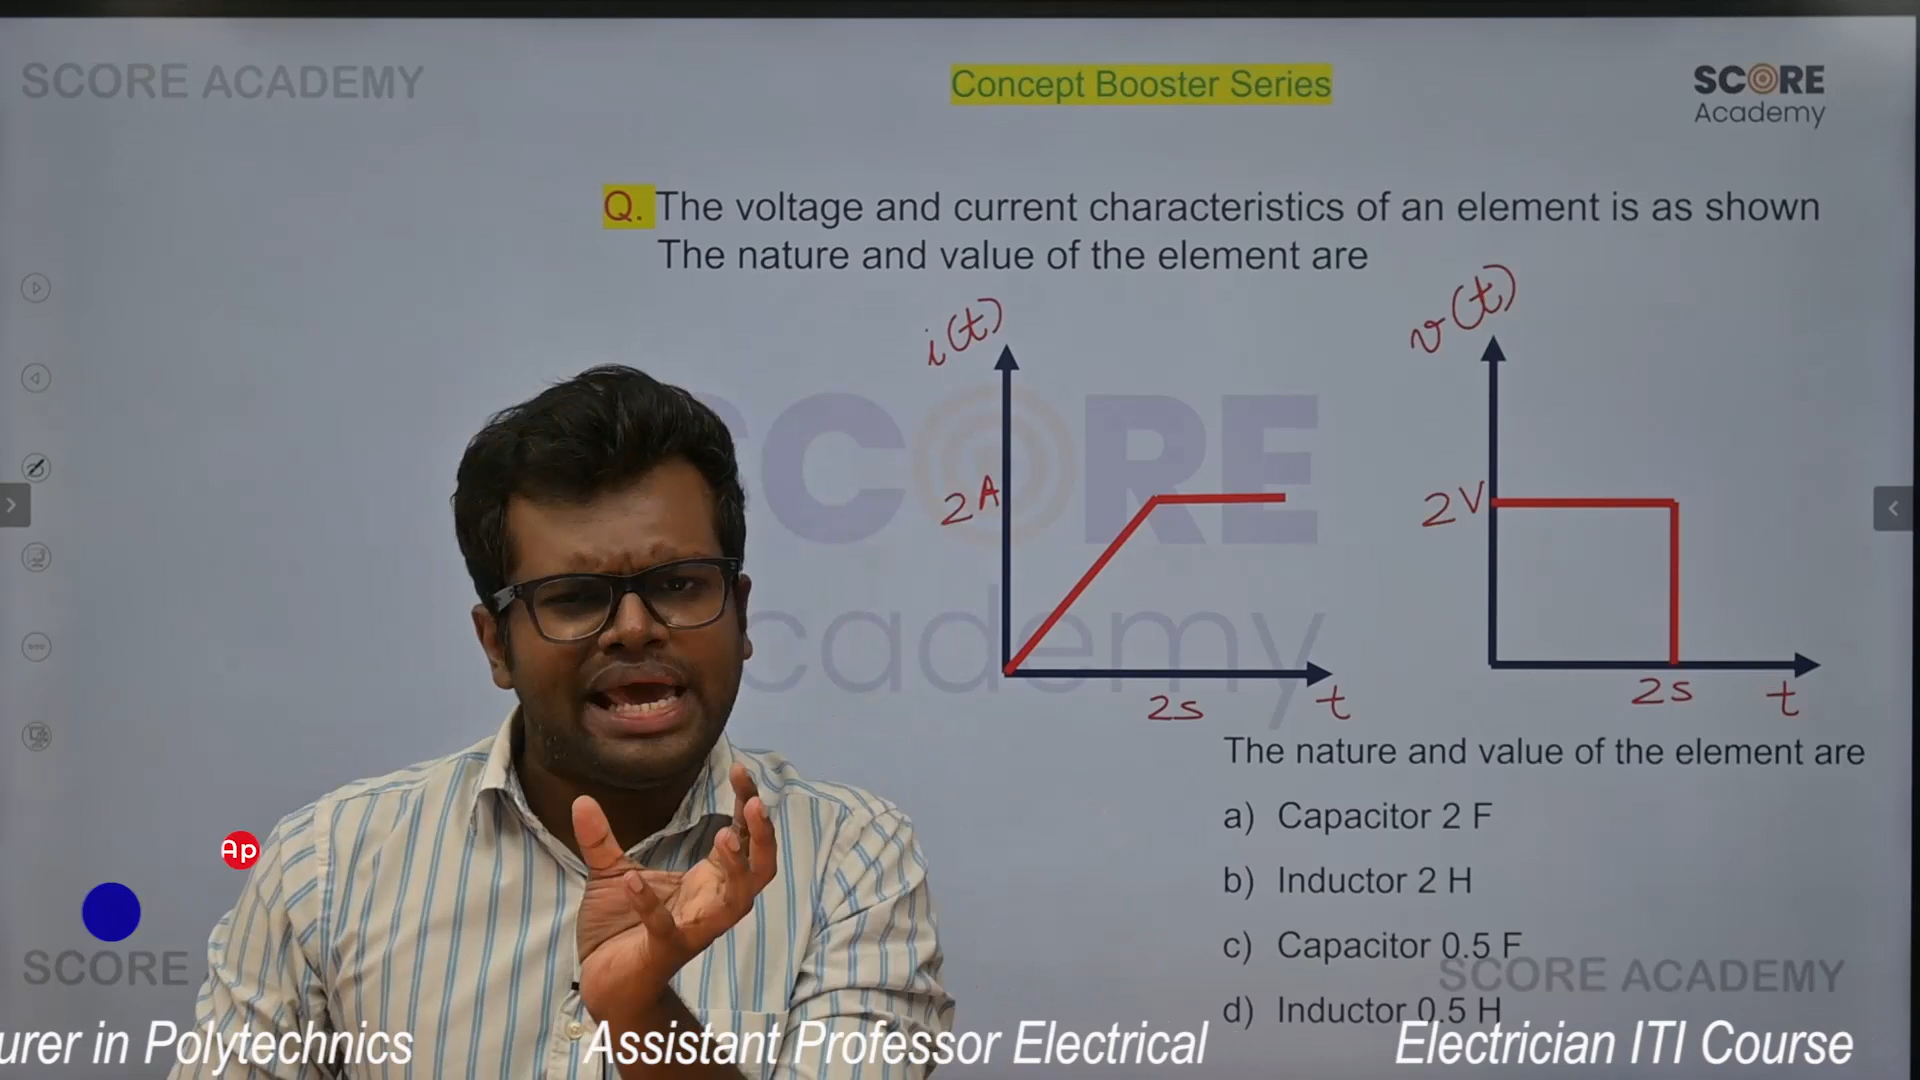 SCORE ACADEMY
Concept Booster Series
SCORE
Academy
Q. The voltage and current characteristics of an element is as shown
The nature and value of the element are
i(t)
v(t)
SCORE
Academy
2A
2V
2s
t
2s
t
The nature and value of the element are
a) Capacitor 2 F
b) Inductor 2 H
c) Capacitor 0.5 F
d) Inductor 0.5 H
Ap
SCORE
SCORE ACADEMY
urer in Polytechnics
Assistant Professor Electrical
Electrician ITI Course